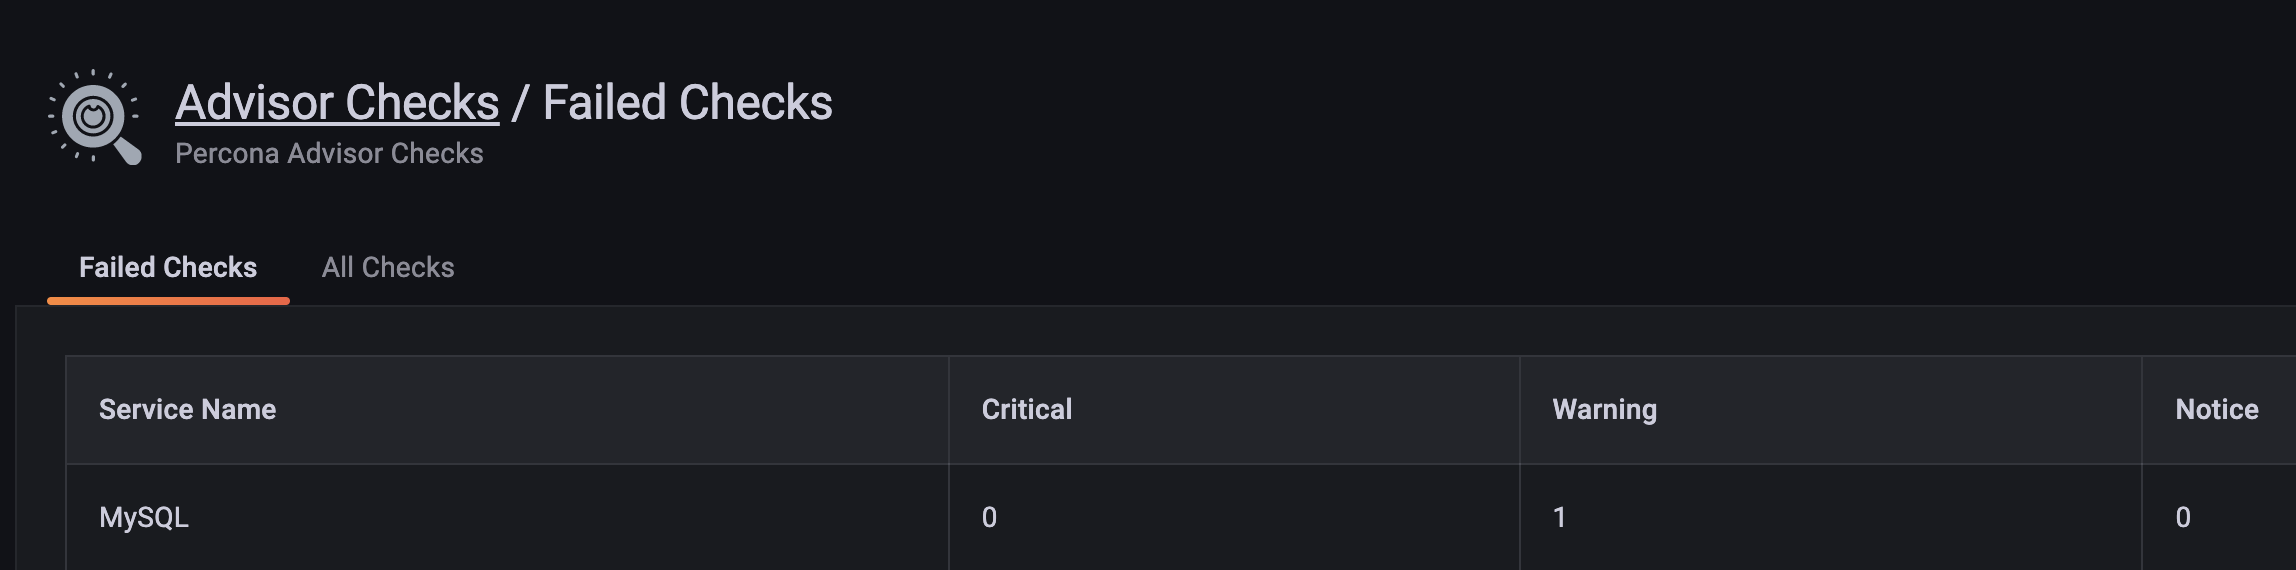 Advisor Checks / Failed Checks
Percona Advisor Checks
Failed Checks All Checks
Service Name Critical Warning Notice
MySQL 0 1 0